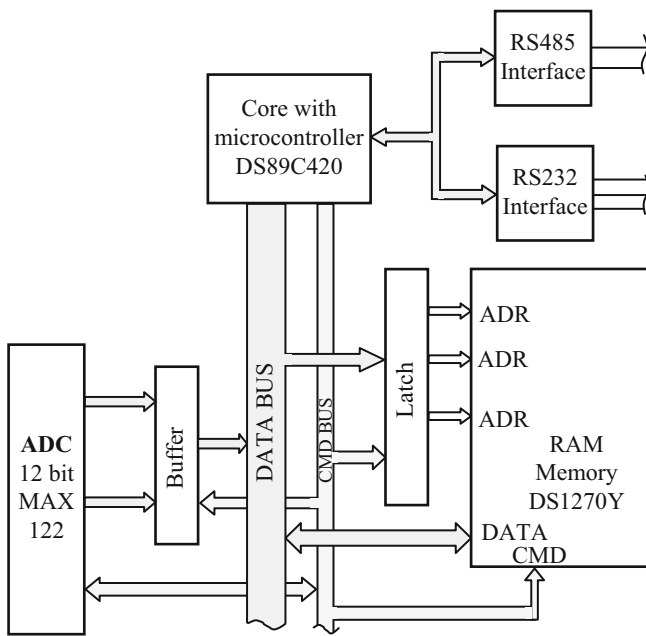 RS485
Interface
Core with
microcontroller
DS89C420
RS232
Interface
ADR
ADR
ADR
Latch
DATA BUS
CMD BUS
Buffer
ADC
12 bit
MAX
122
RAM
Memory
DS1270Y
DATA
CMD